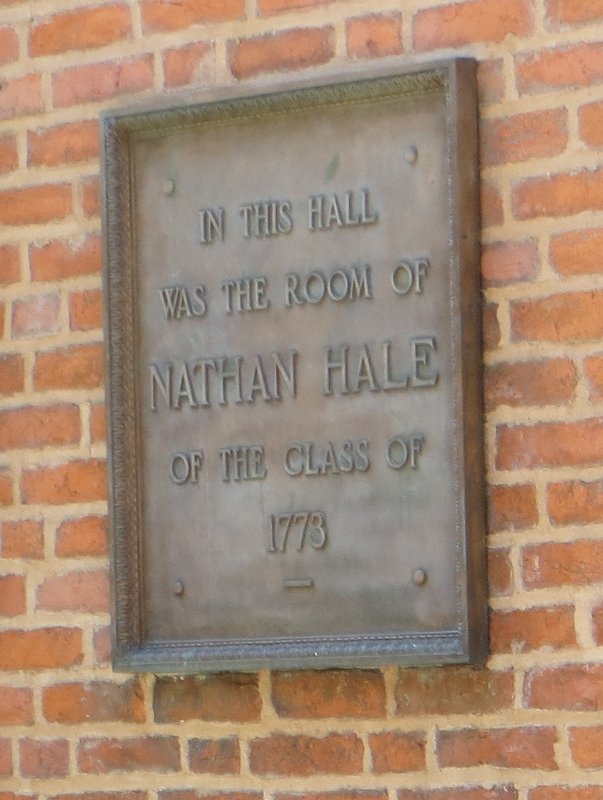 IN THIS HALL
WAS THE ROOM OF
NATHAN HALE
OF THE CLASS OF
1773